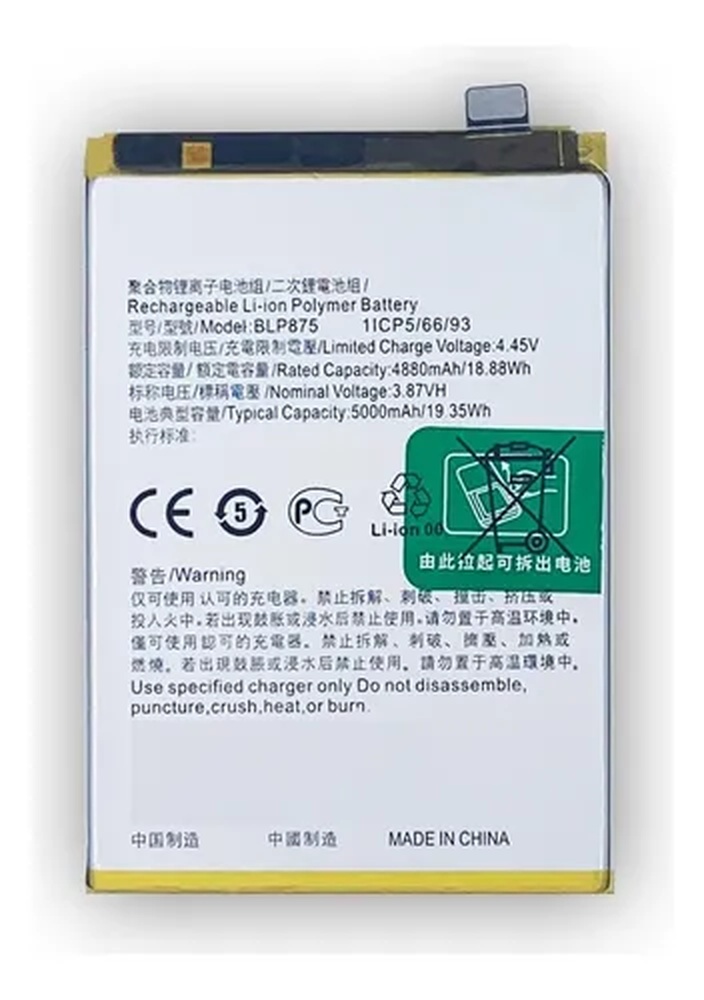 聚合物锂离子电池组/二次鋰電池組/
Rechargeable Li-ion Polymer Battery
型号/型號/Model:BLP875 1ICP5/66/93
充电限制电压/充電限制電壓/Limited Charge Voltage:4.45V
额定容量/ 額定電容量/Rated Capacity:4880mAh/18.88Wh
标称电压/標稱電壓 /Nominal Voltage:3.87VH
电池典型容量/Typical Capacity:5000mAh/19.35Wh
执行标准:
CE 5 PCT
Li-ion 00
由此拉起可拆出电池
警告/Warning
仅可使用 认可的充电器。禁止拆解、刺破、撞击、挤压或
投入火中。若出现鼓胀或浸水后禁止使用。请勿置于高温环境中。
僅可使用認可的充電器。禁止拆解、刺破、擠壓、加熱或
燃燒。若出現鼓脹或浸水后禁止使用。請勿置于高溫環境中。
Use specified charger only Do not disassemble,
puncture,crush,heat,or burn.
中国制造 中國制造 MADE IN CHINA